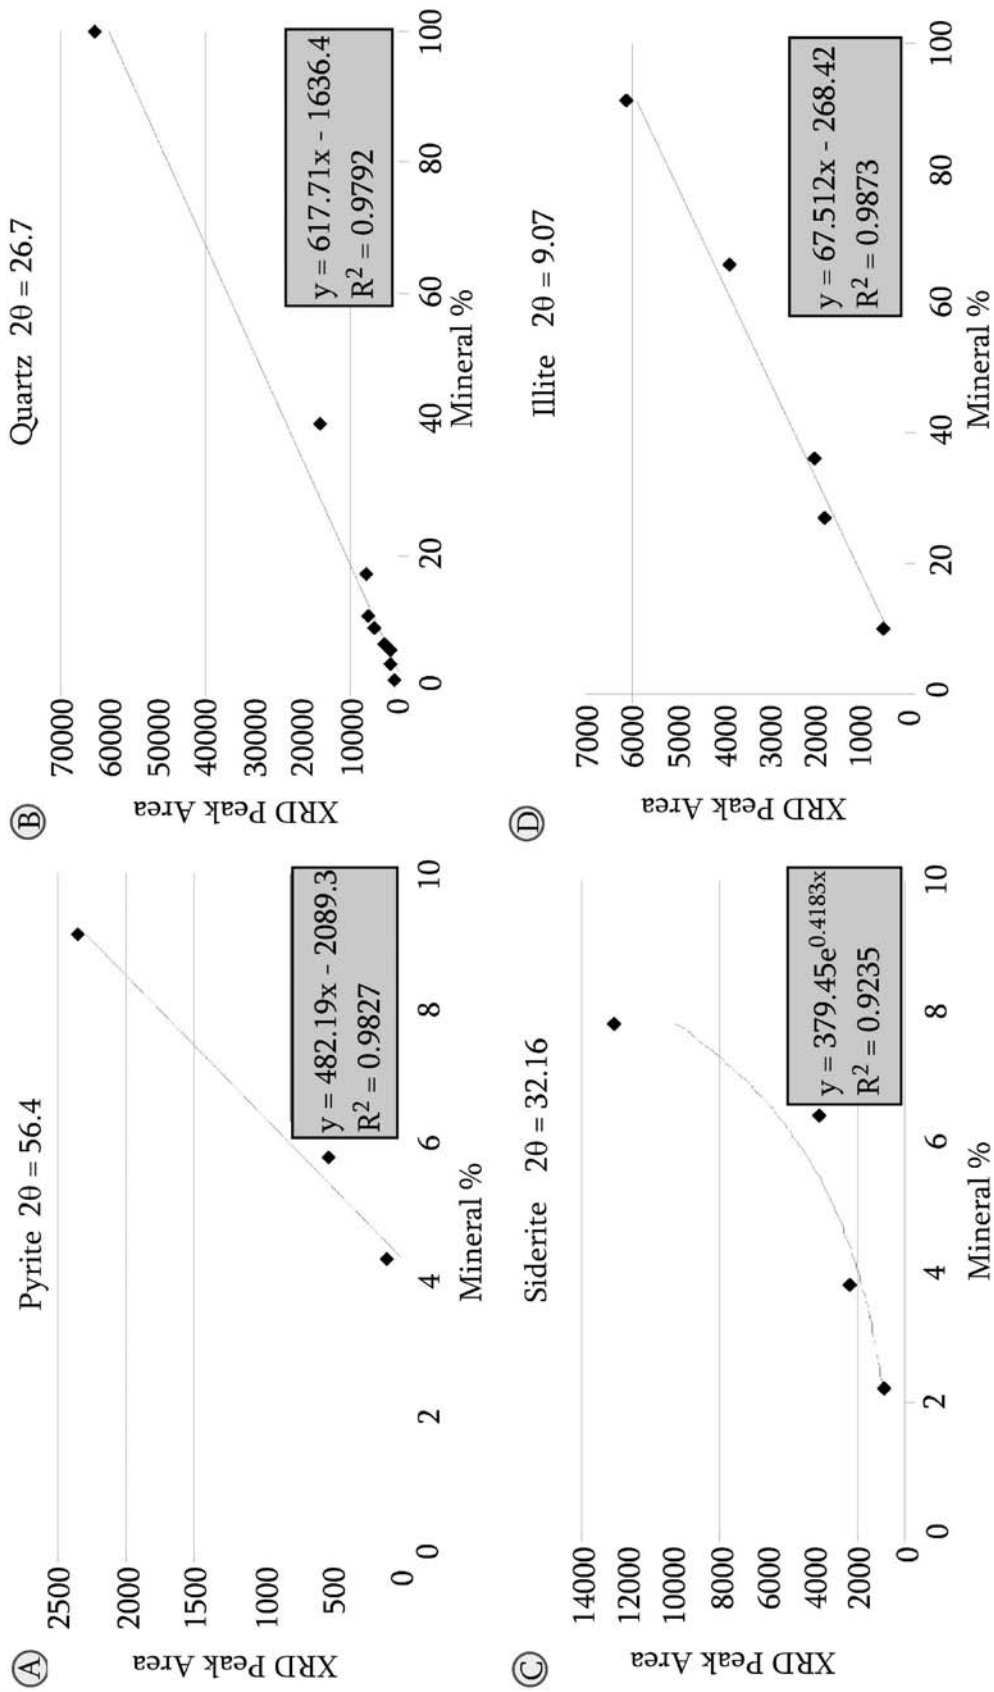 A
Pyrite 2θ = 56.4
XRD Peak Area
2500
2000
1500
1000
500
0
0 2 4 6 8 10
Mineral %
y = 482.19x - 2089.3
R2 = 0.9827
B
Quartz 2θ = 26.7
XRD Peak Area
70000
60000
50000
40000
30000
20000
10000
0
0 20 40 60 80 100
Mineral %
y = 617.71x - 1636.4
R2 = 0.9792
C
Siderite 2θ = 32.16
XRD Peak Area
14000
12000
10000
8000
6000
4000
2000
0
0 2 4 6 8 10
Mineral %
y = 379.45e0.4183x
R2 = 0.9235
D
Illite 2θ = 9.07
XRD Peak Area
7000
6000
5000
4000
3000
2000
1000
0
0 20 40 60 80 100
Mineral %
y = 67.512x - 268.42
R2 = 0.9873